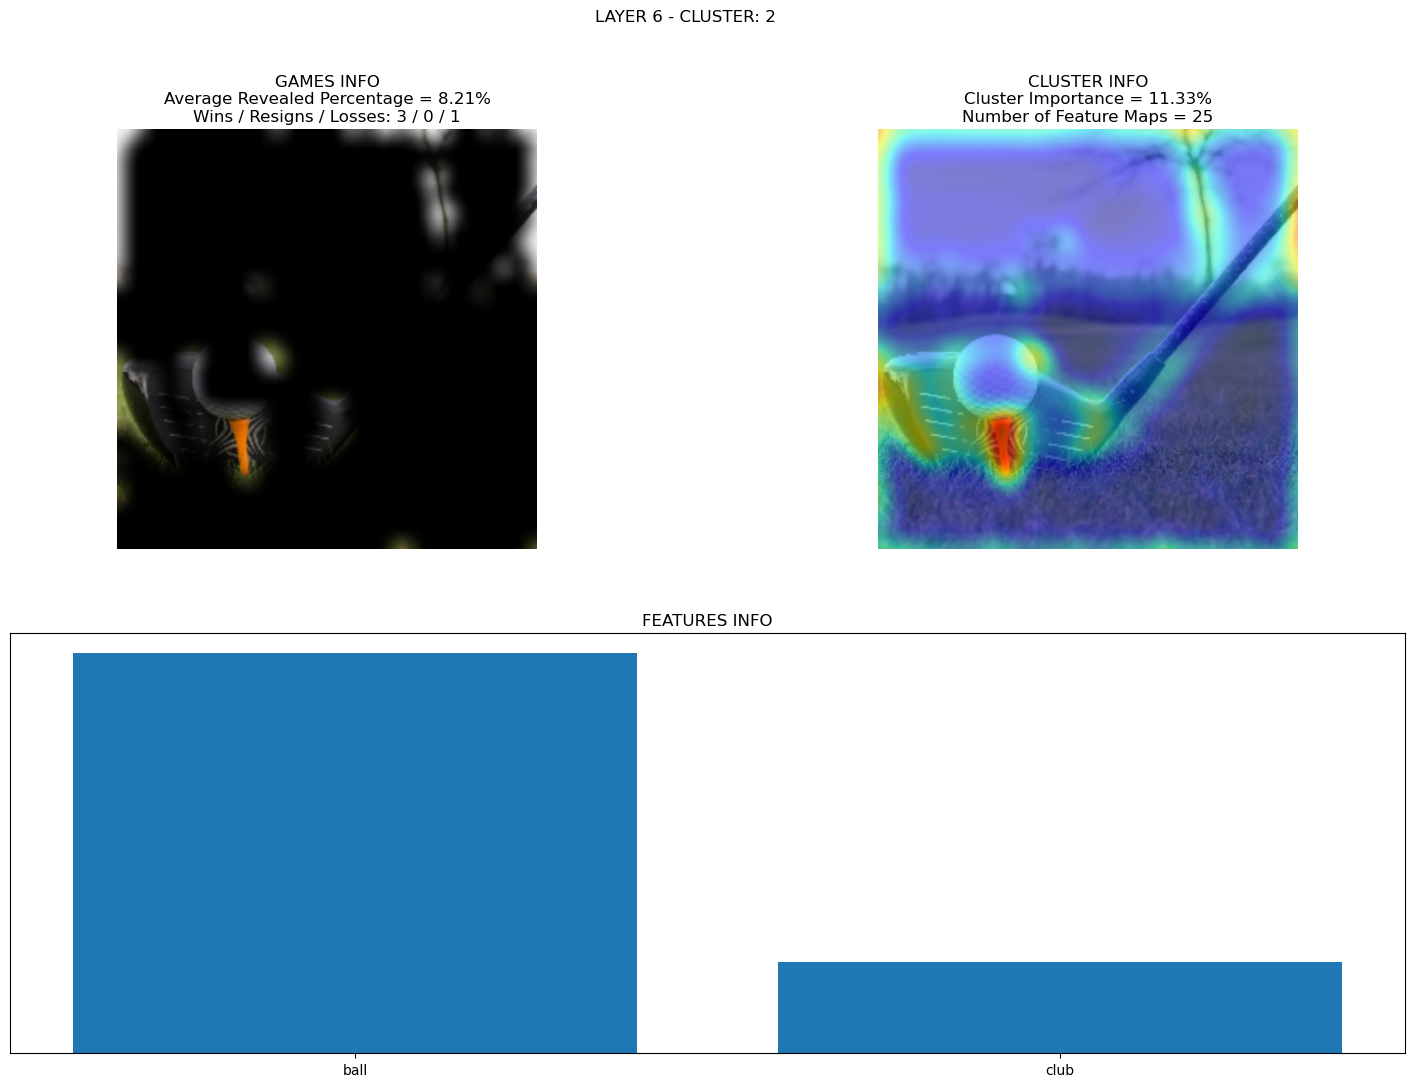 LAYER 6 - CLUSTER: 2
GAMES INFO
Average Revealed Percentage = 8.21%
Wins / Resigns / Losses: 3 / 0 / 1
CLUSTER INFO
Cluster Importance = 11.33%
Number of Feature Maps = 25
FEATURES INFO
ball
club